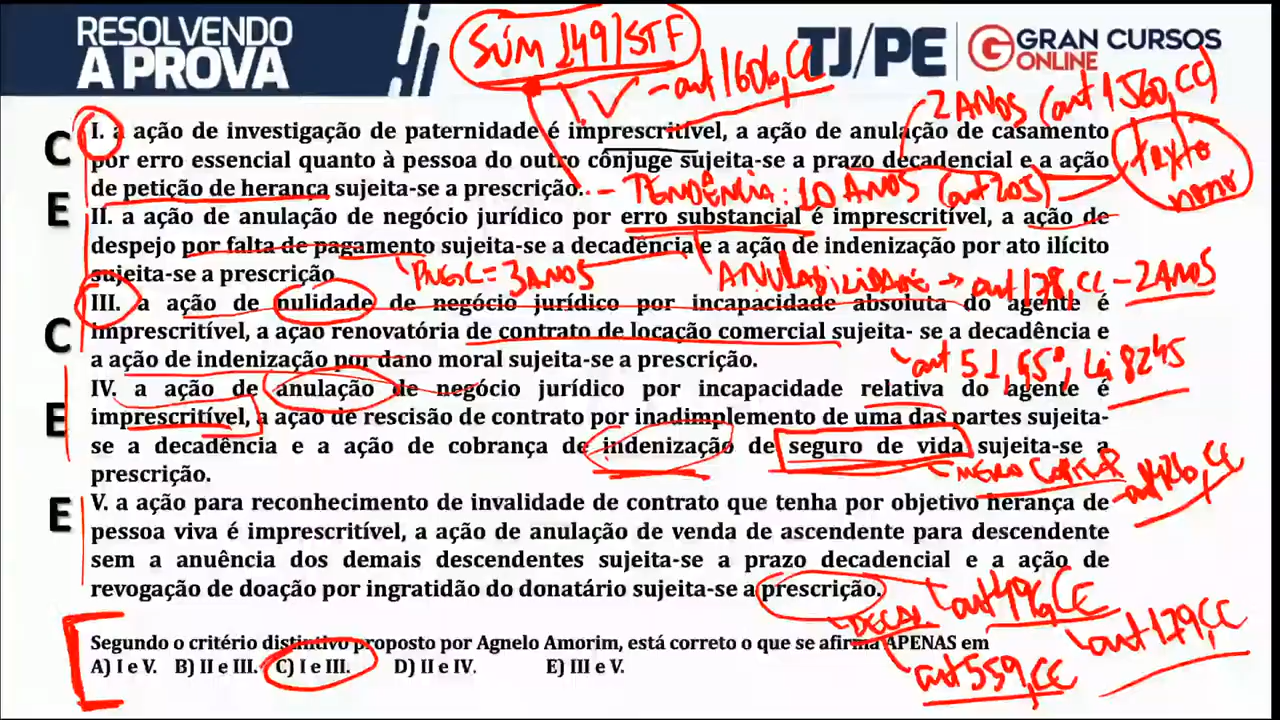 RESOLVENDO
A PROVA
SÚM 149/STF
TJ/PE
GRAN CURSOS
ONLINE
art 1606, CC
2 ANOS (art 1560, CC)
C
I. a ação de investigação de paternidade é imprescritível, a ação de anulação de casamento
por erro essencial quanto à pessoa do outro cônjuge sujeita-se a prazo decadencial e a ação
de petição de herança sujeita-se a prescrição.
TENDÊNCIA: 10 ANOS (art 205)
E
II. a ação de anulação de negócio jurídico por erro substancial é imprescritível, a ação de
despejo por falta de pagamento sujeita-se a decadência e a ação de indenização por ato ilícito
sujeita-se a prescrição.
PRESC = 3 ANOS
→ art 178, CC - 2 ANOS
C
III. a ação de nulidade de negócio jurídico por incapacidade absoluta do agente é
imprescritível, a ação renovatória de contrato de locação comercial sujeita- se a decadência e
a ação de indenização por dano moral sujeita-se a prescrição.
art 51, §5º, Lei 8245
E
IV. a ação de anulação de negócio jurídico por incapacidade relativa do agente é
imprescritível, a ação de rescisão de contrato por inadimplemento de uma das partes sujeita-
se a decadência e a ação de cobrança de indenização de seguro de vida sujeita-se a
prescrição.
E
V. a ação para reconhecimento de invalidade de contrato que tenha por objetivo herança de
pessoa viva é imprescritível, a ação de anulação de venda de ascendente para descendente
sem a anuência dos demais descendentes sujeita-se a prazo decadencial e a ação de
revogação de doação por ingratidão do donatário sujeita-se a prescrição.
DECAD
art 496, CC
art 179, CC
art 559, CC
Segundo o critério distintivo proposto por Agnelo Amorim, está correto o que se afirma APENAS em
A) I e V. B) II e III. C) I e III. D) II e IV. E) III e V.